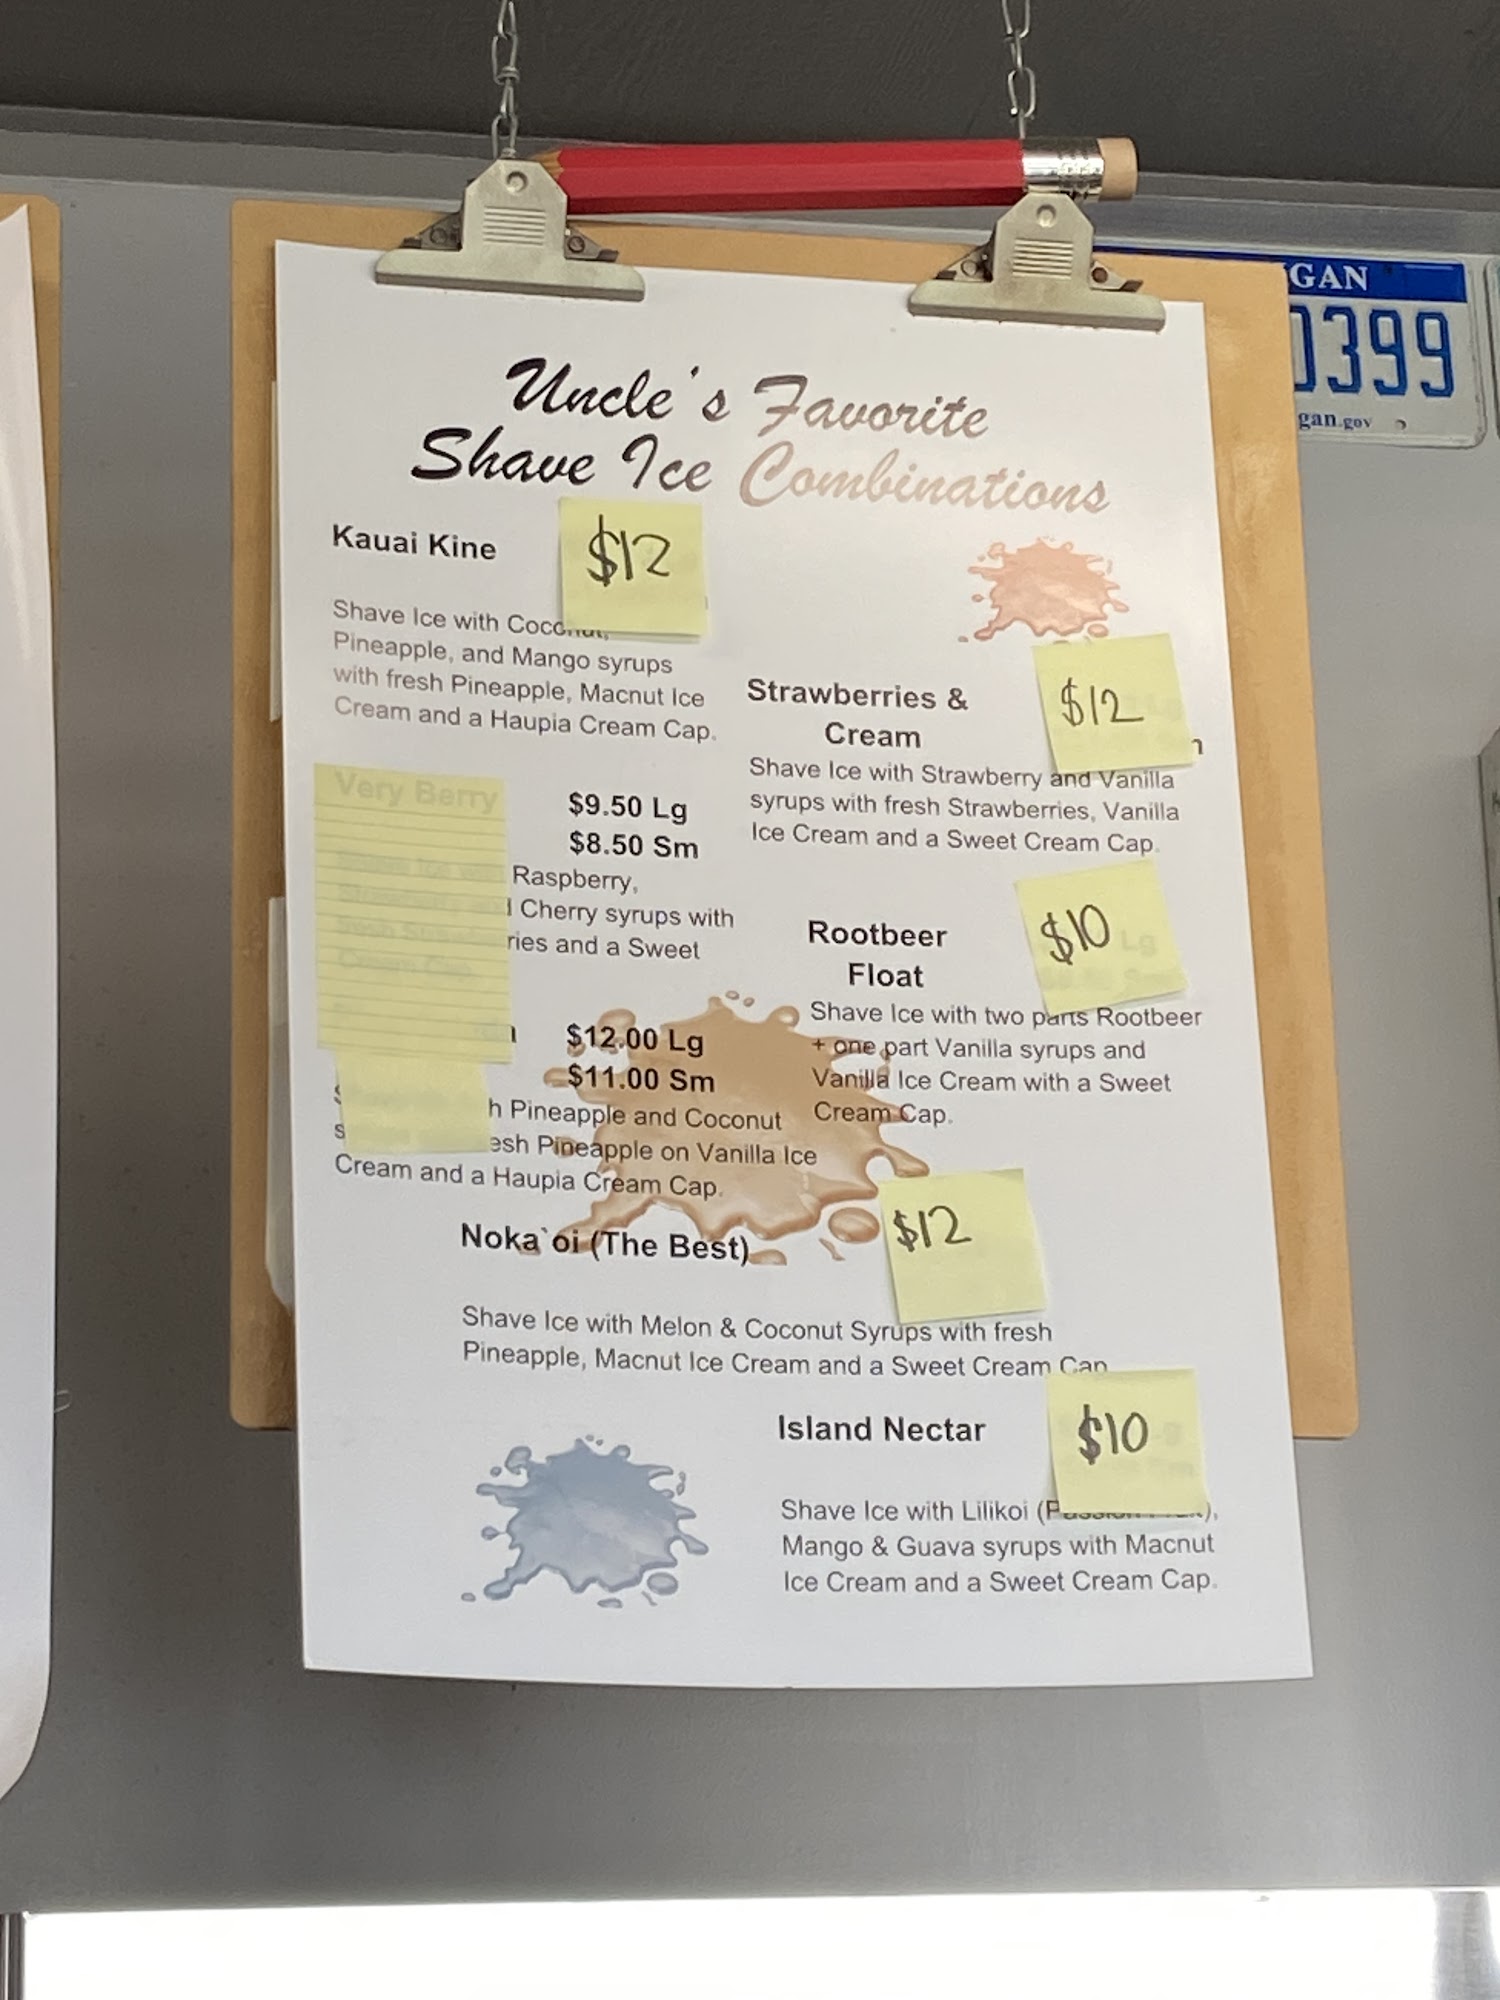 Uncle's Favorite
Shave Ice Combinations
Kauai Kine
$12
Shave Ice with Coconut,
Pineapple, and Mango syrups
with fresh Pineapple, Macnut Ice
Cream and a Haupia Cream Cap.
Very Berry
$9.50 Lg
$8.50 Sm
Raspberry,
Cherry syrups with
and a Sweet
$12.00 Lg
$11.00 Sm
Pineapple and Coconut
Pineapple on Vanilla Ice
Cream and a Haupia Cream Cap.
Strawberries &
Cream
$12
Shave Ice with Strawberry and Vanilla
syrups with fresh Strawberries, Vanilla
Ice Cream and a Sweet Cream Cap.
Rootbeer
Float
$10
Shave Ice with two parts Rootbeer
+ one part Vanilla syrups and
Vanilla Ice Cream with a Sweet
Cream Cap.
Noka`oi (The Best)
$12
Shave Ice with Melon & Coconut Syrups with fresh
Pineapple, Macnut Ice Cream and a Sweet Cream Cap
Island Nectar
$10
Shave Ice with Lilikoi (Passion Fruit),
Mango & Guava syrups with Macnut
Ice Cream and a Sweet Cream Cap.
GAN
0399
gan.gov